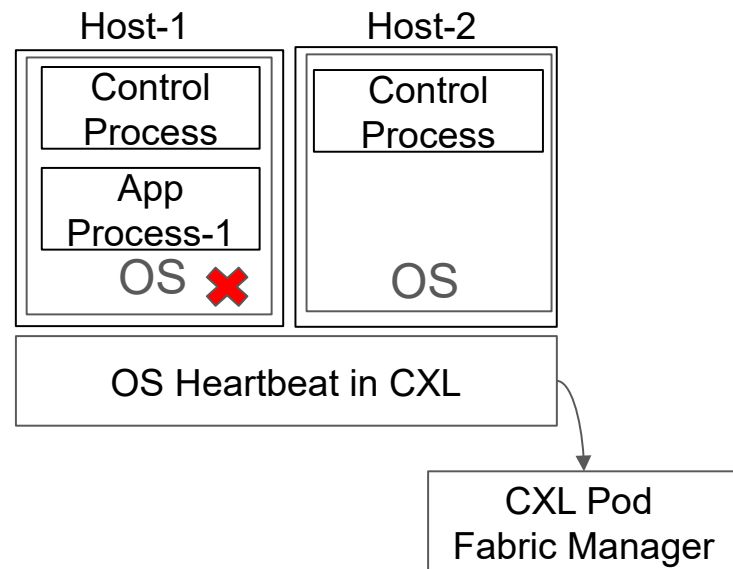 Host-1
Host-2
Control
Process
App
Process-1
OS
Control
Process
OS
OS Heartbeat in CXL
CXL Pod
Fabric Manager